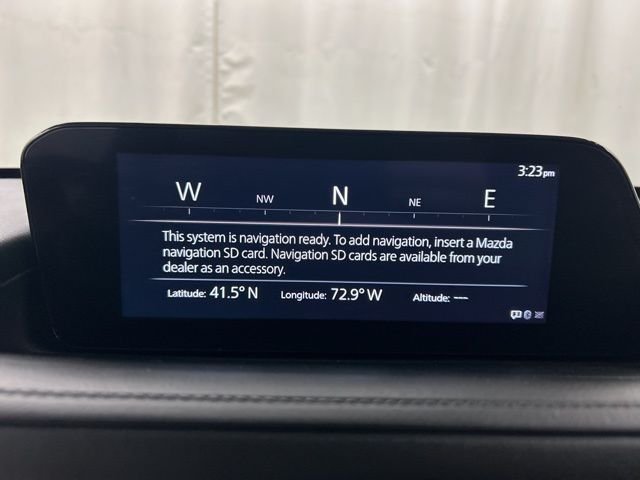 3:23pm
W NW N NE E
This system is navigation ready. To add navigation, insert a Mazda
navigation SD card. Navigation SD cards are available from your
dealer as an accessory.
Latitude: 41.5° N Longitude: 72.9° W Altitude: ---